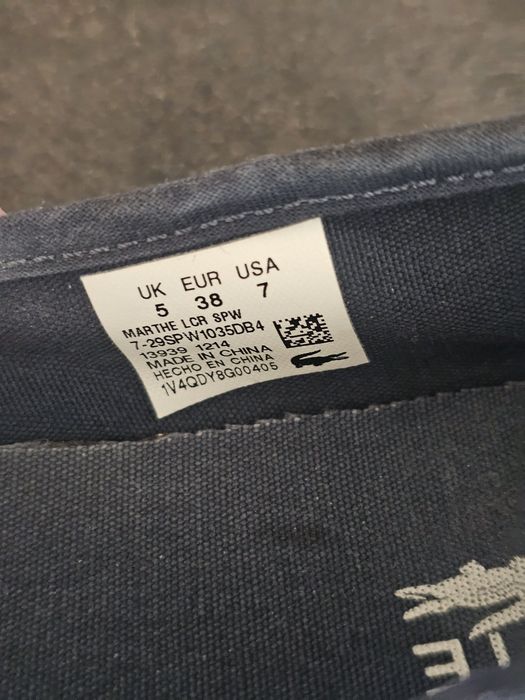 UK EUR USA
5 38 7
MARTHE LCR SPW
7-29SPW1035DB4
13939 1214
MADE IN CHINA
HECHO EN CHINA
1V4QDY8G00405